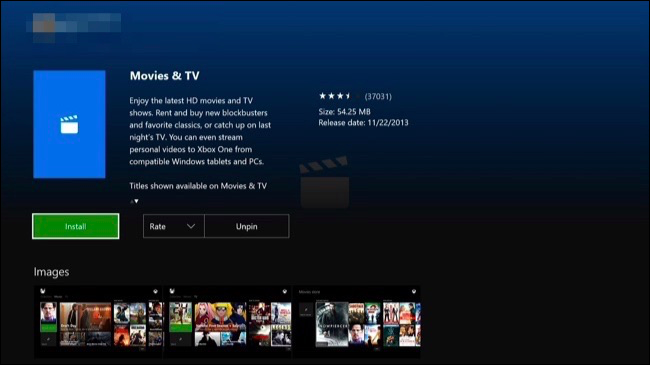 Movies & TV
Enjoy the latest HD movies and TV
shows. Rent and buy new blockbusters
and favorite classics, or catch up on last
night's TV. You can even stream
personal videos to Xbox One from
compatible Windows tablets and PCs.
Titles shown available on Movies & TV
(37031)
Size: 54.25 MB
Release date: 11/22/2013
Install
Rate
Unpin
Images